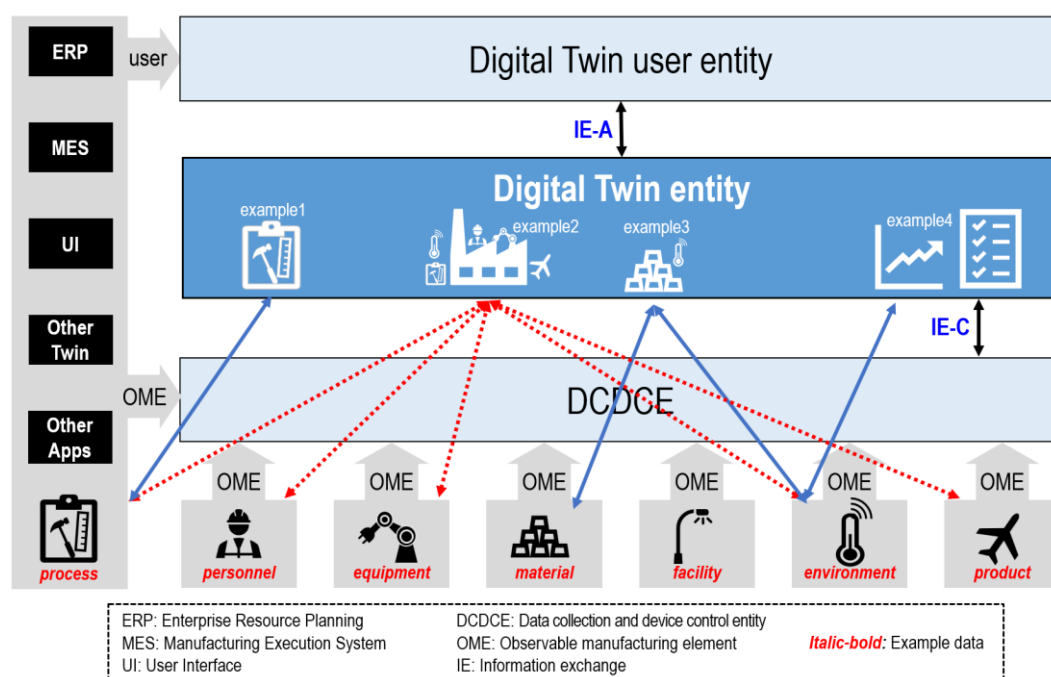 ERP
user
Digital Twin user entity
IE-A
MES
Digital Twin entity
example1
example2
example3
example4
UI
IE-C
Other
Twin
OME
DCDCE
Other
Apps
OME
OME
OME
OME
OME
OME
process
personnel
equipment
material
facility
environment
product
ERP: Enterprise Resource Planning
MES: Manufacturing Execution System
UI: User Interface
DCDCE: Data collection and device control entity
OME: Observable manufacturing element
IE: Information exchange
Italic-bold: Example data